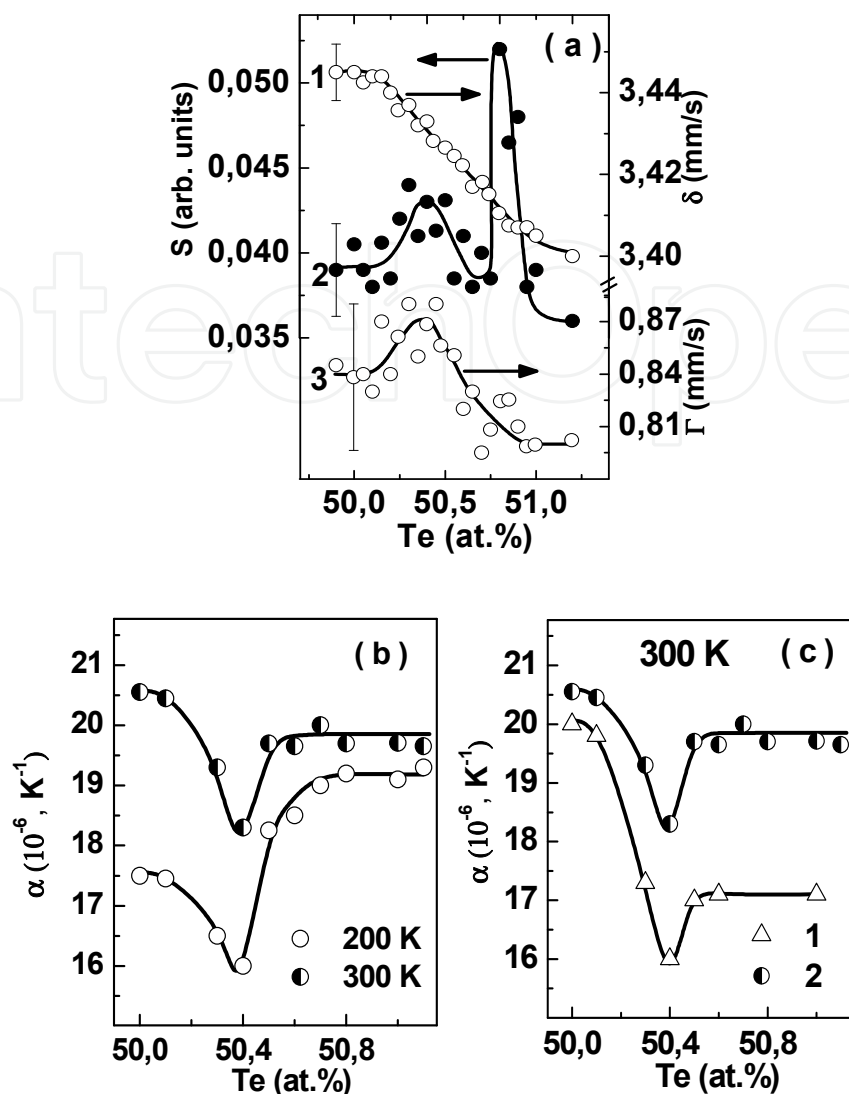 ( a )
S (arb. units)
0,050
0,045
0,040
0,035
1
2
3
3,44
3,42
3,40
δ (mm/s)
0,87
0,84
0,81
Γ (mm/s)
50,0 50,5 51,0
Te (at.%)
( b )
α (10⁻⁶, K⁻¹)
21
20
19
18
17
16
200 K
300 K
50,0 50,4 50,8
Te (at.%)
300 K ( c )
α (10⁻⁶, K⁻¹)
21
20
19
18
17
16
1
2
50,0 50,4 50,8
Te (at.%)
ntechOpe